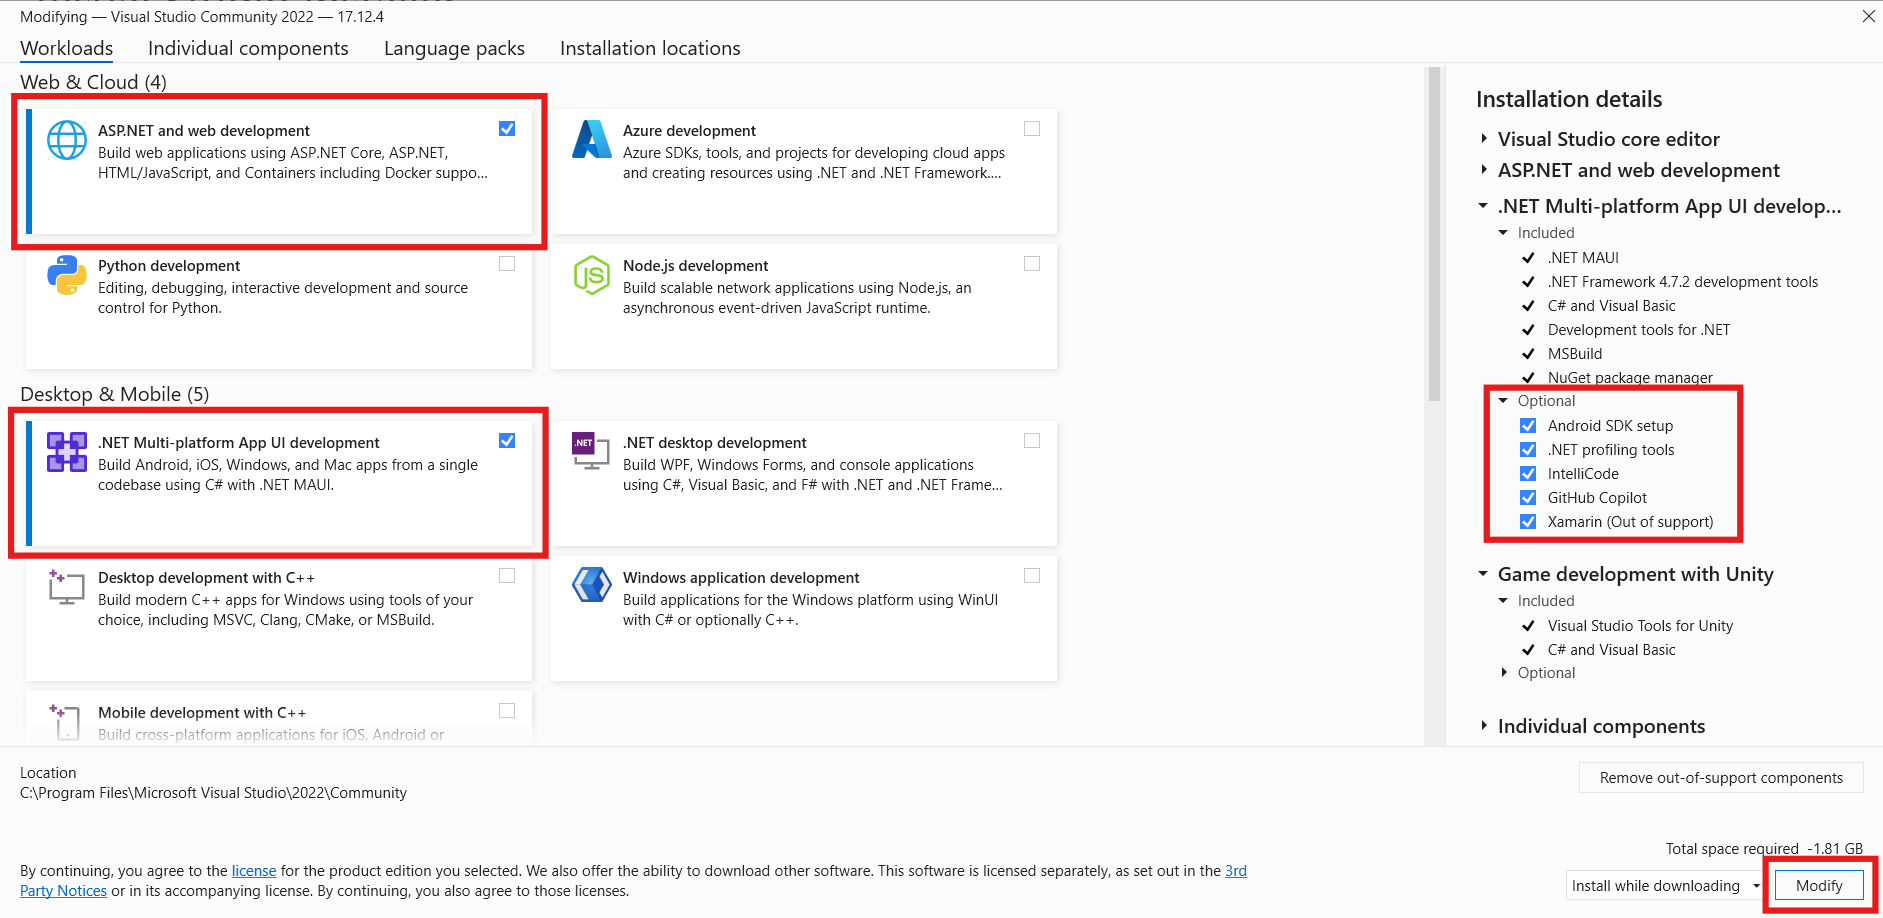 Modifying — Visual Studio Community 2022 — 17.12.4
Workloads
Individual components
Language packs
Installation locations
Web & Cloud (4)
ASP.NET and web development
Build web applications using ASP.NET Core, ASP.NET,
HTML/JavaScript, and Containers including Docker suppo...
Azure development
Azure SDKs, tools, and projects for developing cloud apps
and creating resources using .NET and .NET Framework....
Python development
Editing, debugging, interactive development and source
control for Python.
JS
Node.js development
Build scalable network applications using Node.js, an
asynchronous event-driven JavaScript runtime.
Desktop & Mobile (5)
.NET Multi-platform App UI development
Build Android, iOS, Windows, and Mac apps from a single
codebase using C# with .NET MAUI.
.NET
.NET desktop development
Build WPF, Windows Forms, and console applications
using C#, Visual Basic, and F# with .NET and .NET Frame...
Desktop development with C++
Build modern C++ apps for Windows using tools of your
choice, including MSVC, Clang, CMake, or MSBuild.
Windows application development
Build applications for the Windows platform using WinUI
with C# or optionally C++.
Mobile development with C++
Build cross-platform applications for iOS, Android or
Installation details
Visual Studio core editor
ASP.NET and web development
.NET Multi-platform App UI develop...
Included
.NET MAUI
.NET Framework 4.7.2 development tools
C# and Visual Basic
Development tools for .NET
MSBuild
NuGet package manager
Optional
Android SDK setup
.NET profiling tools
IntelliCode
GitHub Copilot
Xamarin (Out of support)
Game development with Unity
Included
Visual Studio Tools for Unity
C# and Visual Basic
Optional
Individual components
Location
C:\Program Files\Microsoft Visual Studio\2022\Community
Remove out-of-support components
Total space required -1.81 GB
By continuing, you agree to the license for the product edition you selected. We also offer the ability to download other software. This software is licensed separately, as set out in the 3rd
Party Notices or in its accompanying license. By continuing, you also agree to those licenses.
Install while downloading
Modify